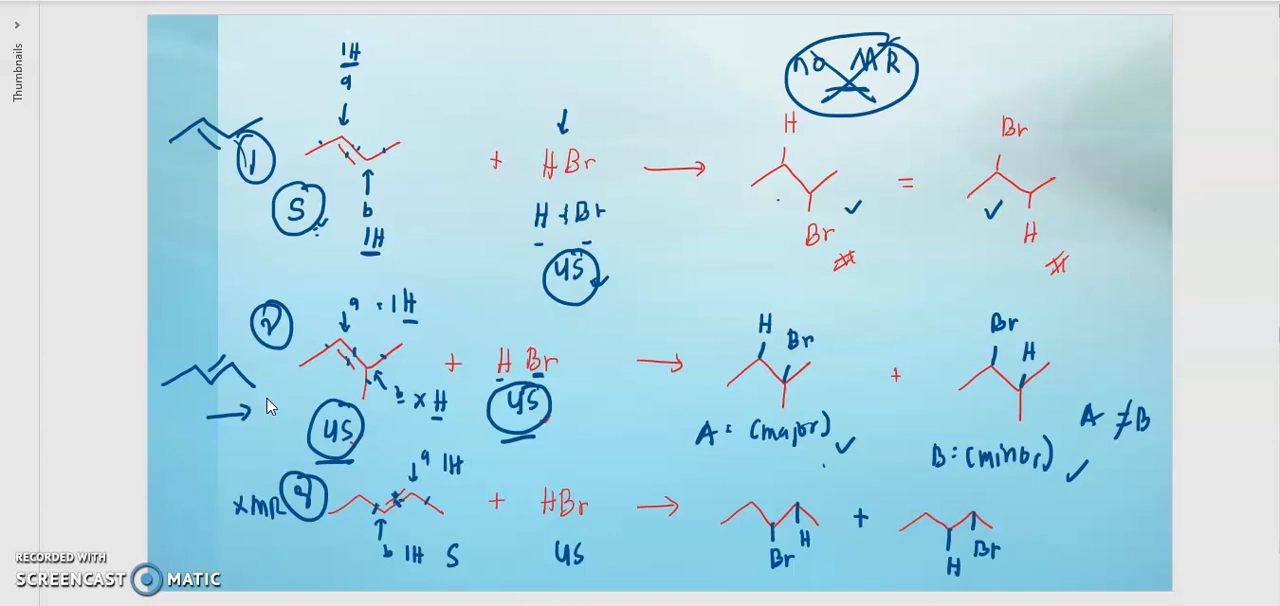 Thumbnails
1H
a
no MR
1
S
b
1H
+ HBr →
H + Br
US
H
Br
=
Br
H
2
a = 1H
US
b x H
+ H Br →
US
H
Br
A = (major)
+
Br
H
B = (minor)
A ≠ B
x MR
a 1H
b 1H S
+ HBr →
US
Br
H
+
H
Br
RECORDED WITH
SCREENCAST MATIC